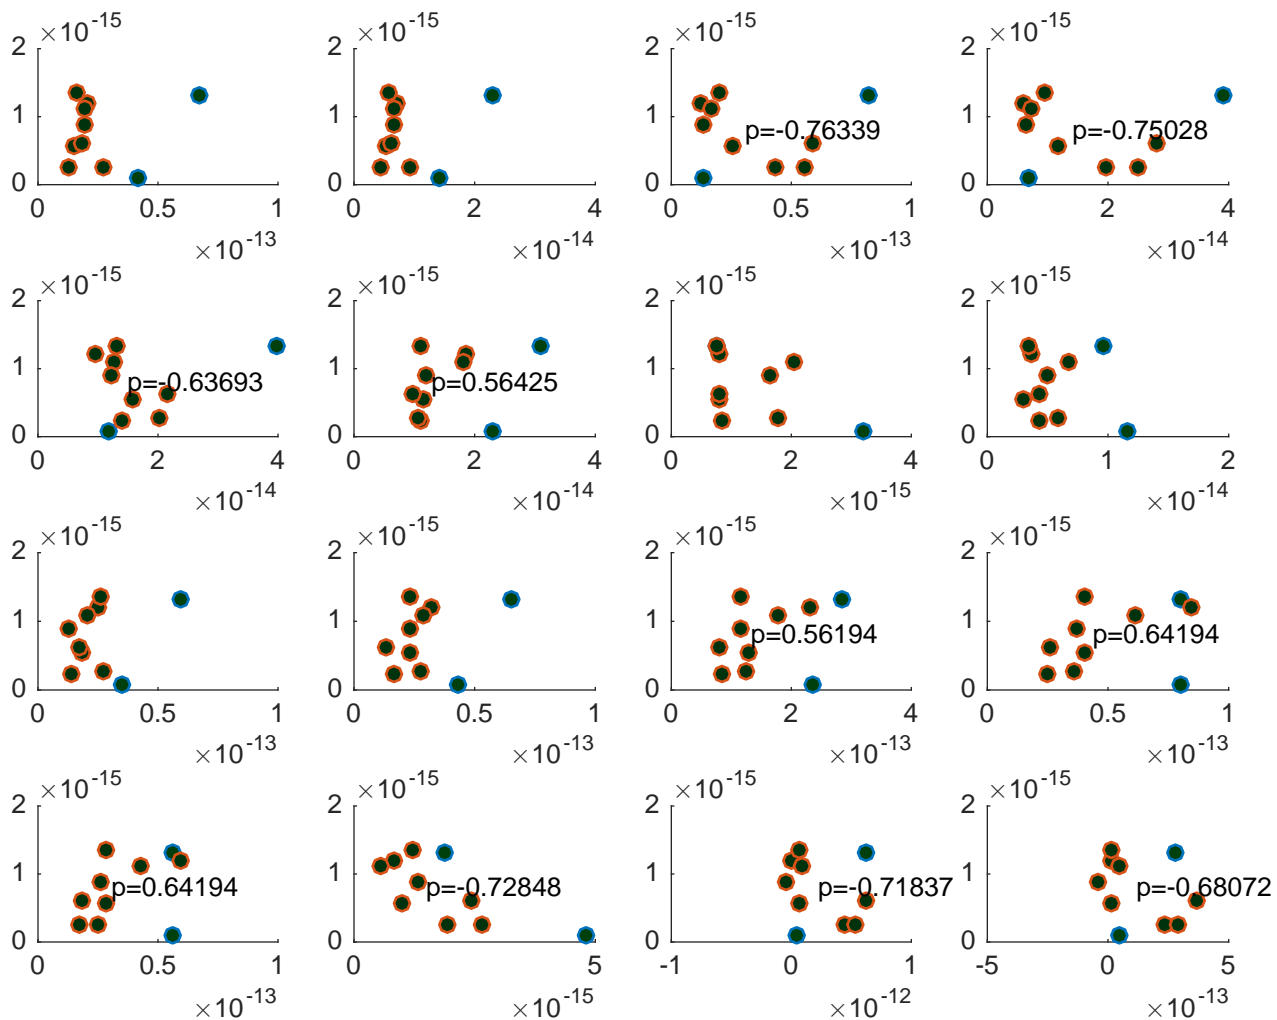 ×10-15 ×10-15 ×10-15 ×10-15
2 2 2 2
1 1 p=-0.76339 1 p=-0.75028 1
0 0 0 0
0 0.5 1 0 2 4 0 0.5 1 0 2 4
×10-13 ×10-14 ×10-13 ×10-14
×10-15 ×10-15 ×10-15 ×10-15
2 2 2 2
1 1 1 1
p=-0.63693 p=0.56425
0 0 0 0
0 2 4 0 2 4 0 2 4 0 1 2
×10-14 ×10-14 ×10-15 ×10-14
×10-15 ×10-15 ×10-15 ×10-15
2 2 2 2
1 1 1 1
p=0.56194 p=0.64194
0 0 0 0
0 0.5 1 0 0.5 1 0 2 4 0 0.5 1
×10-13 ×10-13 ×10-13 ×10-13
×10-15 ×10-15 ×10-15 ×10-15
2 2 2 2
1 1 1 1
p=0.64194 p=-0.72848 p=-0.71837 p=-0.68072
0 0 0 0
0 0.5 1 0 5 -1 0 1 -5 0 5
×10-13 ×10-15 ×10-12 ×10-13